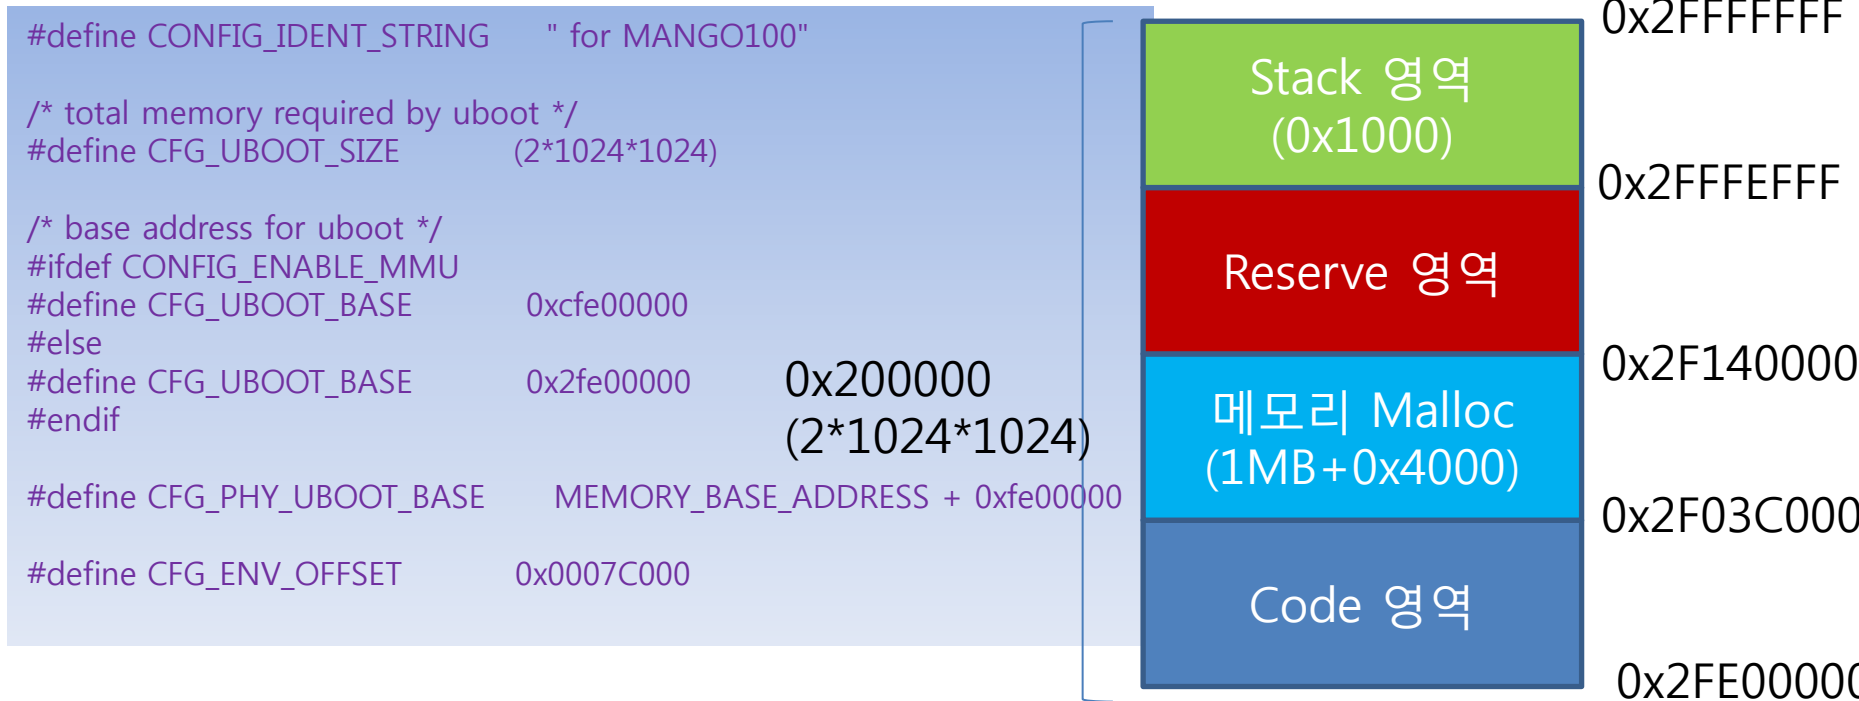 #define CONFIG_IDENT_STRING " for MANGO100"
/* total memory required by uboot */
#define CFG_UBOOT_SIZE (2*1024*1024)
/* base address for uboot */
#ifdef CONFIG_ENABLE_MMU
#define CFG_UBOOT_BASE 0xcfe00000
#else
#define CFG_UBOOT_BASE 0x2fe00000
#endif
#define CFG_PHY_UBOOT_BASE MEMORY_BASE_ADDRESS + 0xfe00000
#define CFG_ENV_OFFSET 0x0007C000
0x200000
(2*1024*1024)
0x2FFFFFFF
Stack 영역
(0x1000)
0x2FFFEFFF
Reserve 영역
0x2F140000
메모리 Malloc
(1MB+0x4000)
0x2F03C000
Code 영역
0x2FE00000